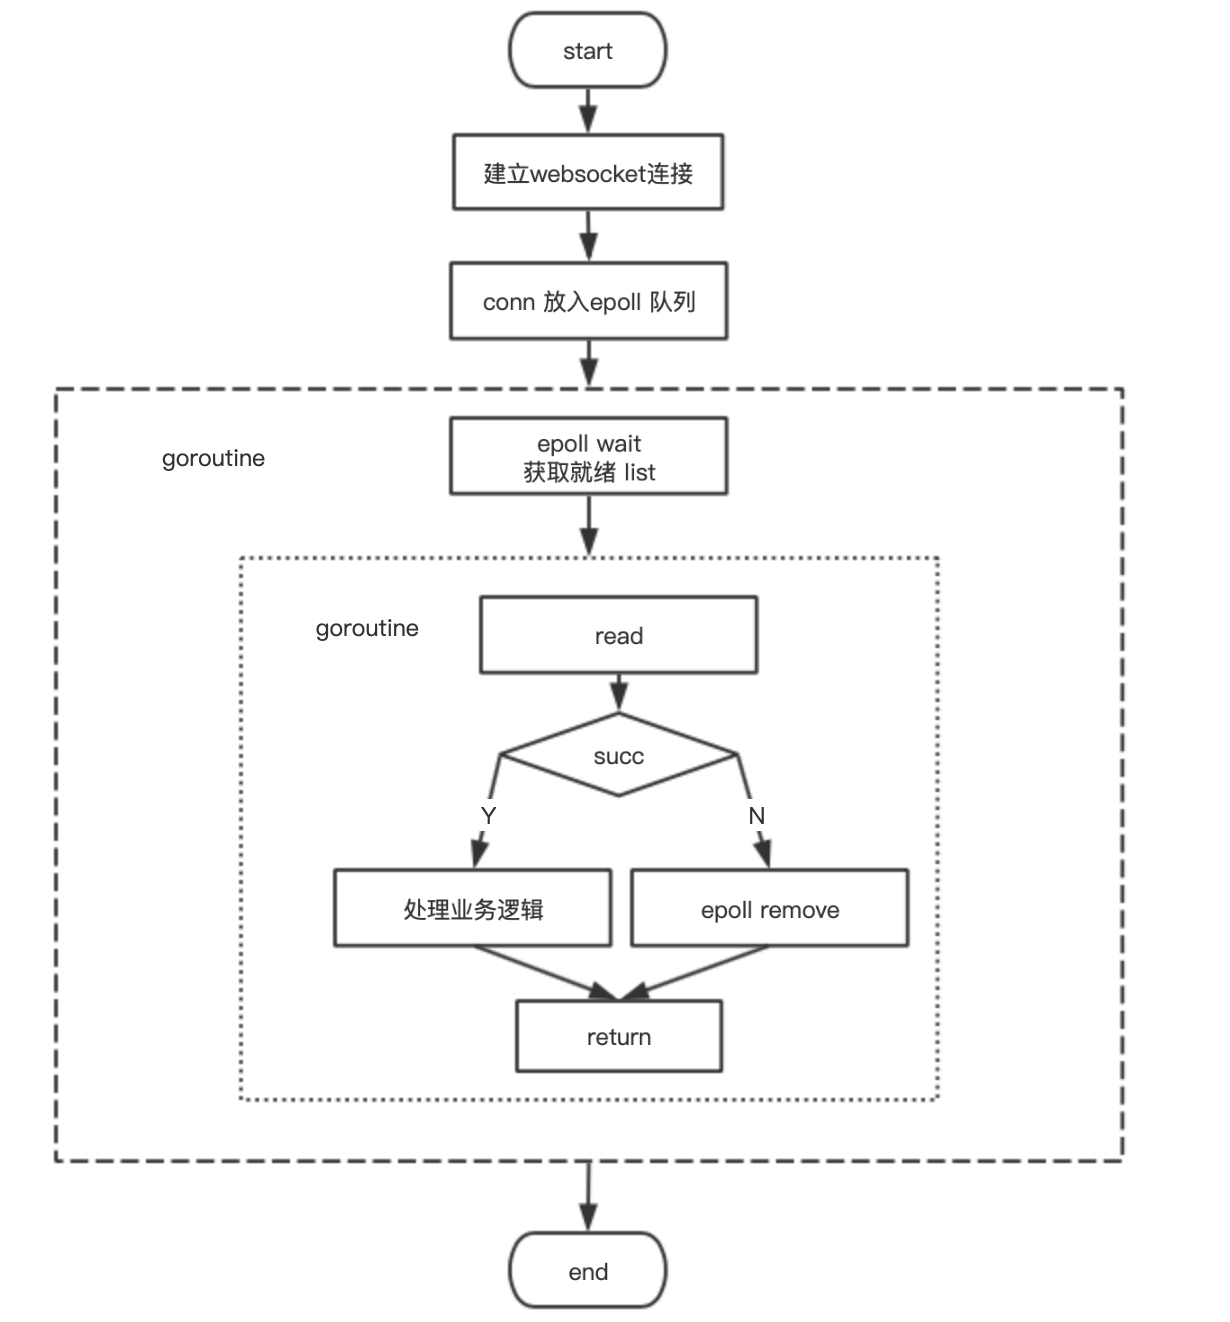 start
建立websocket连接
conn 放入epoll 队列
goroutine
epoll wait
获取就绪 list
goroutine
read
succ
Y
N
处理业务逻辑
epoll remove
return
end